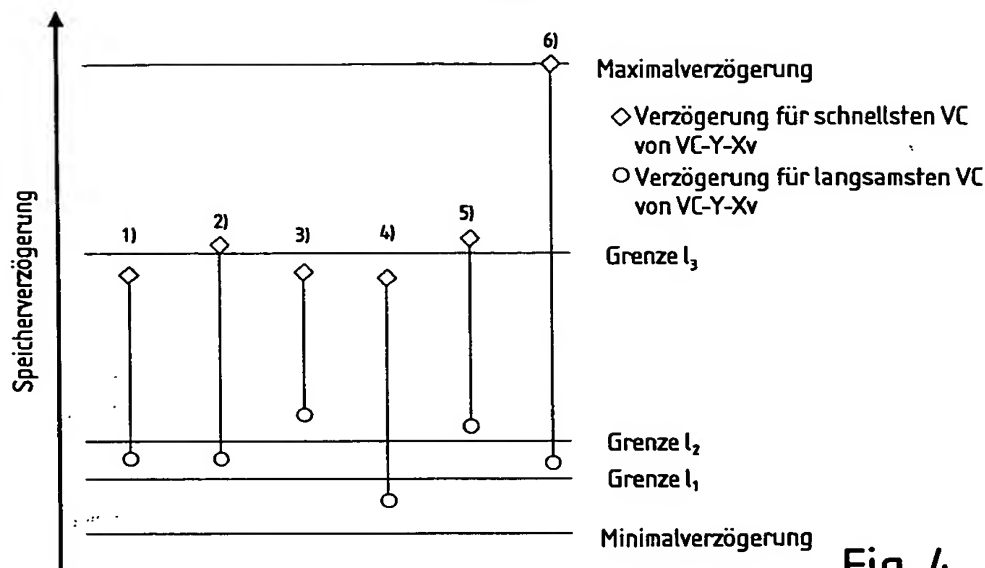 6)
Maximalverzögerung
◇ Verzögerung für schnellsten VC
von VC-Y-Xv
○ Verzögerung für langsamsten VC
von VC-Y-Xv
Speicherverzögerung
1)
2)
3)
4)
5)
Grenze l₃
Grenze l₂
Grenze l₁
Minimalverzögerung
Fig. 4